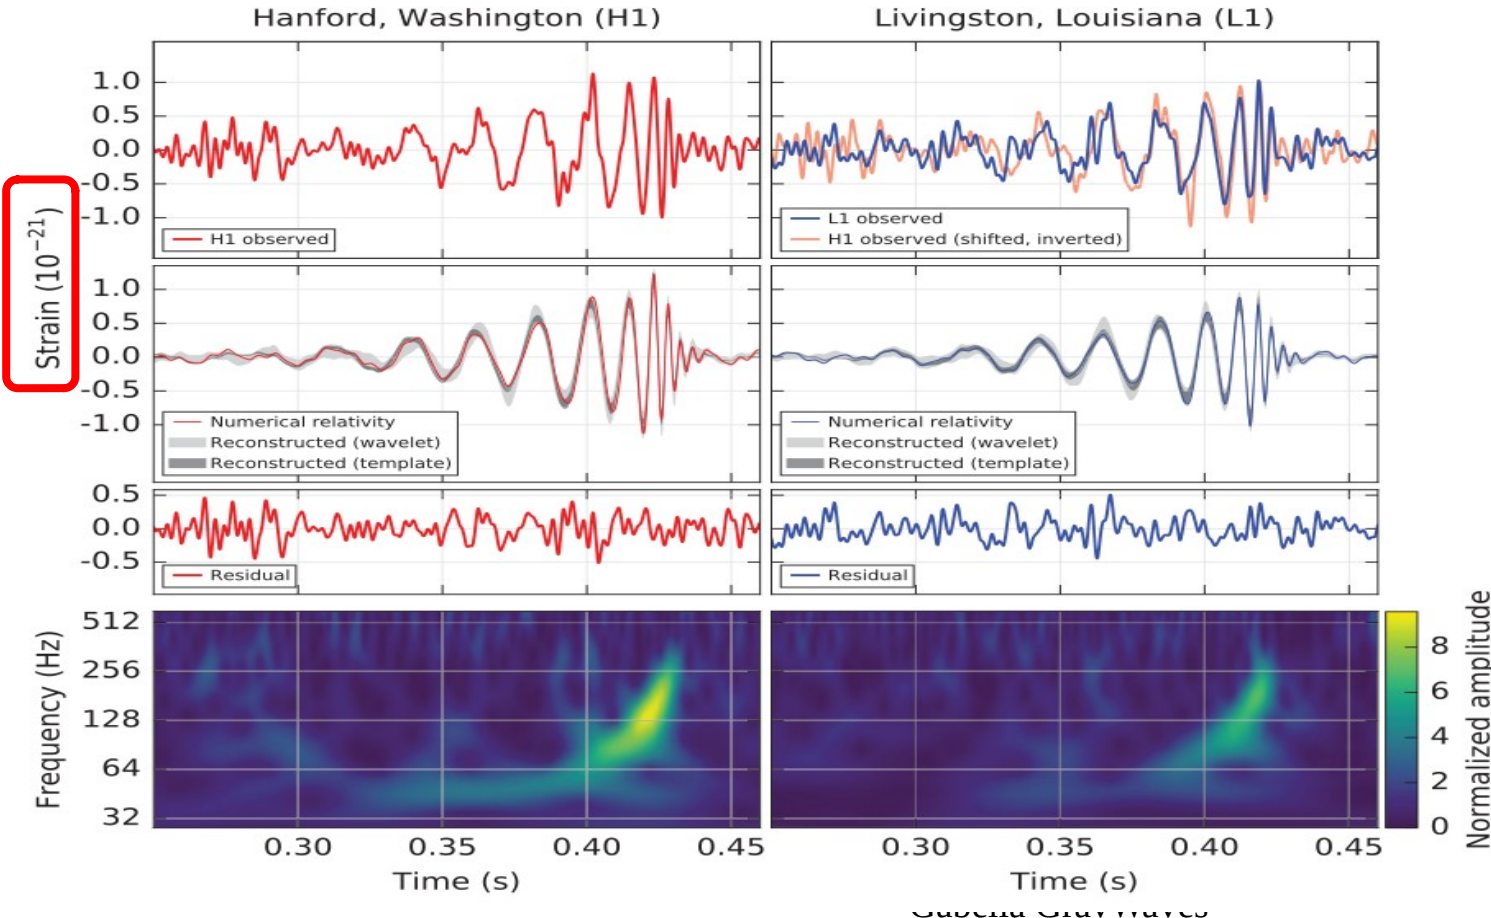 Hanford, Washington (H1)
Livingston, Louisiana (L1)
Strain (10⁻²¹)
1.0
0.5
0.0
-0.5
-1.0
H1 observed
L1 observed
H1 observed (shifted, inverted)
1.0
0.5
0.0
-0.5
-1.0
Numerical relativity
Reconstructed (wavelet)
Reconstructed (template)
Numerical relativity
Reconstructed (wavelet)
Reconstructed (template)
0.5
0.0
-0.5
Residual
Residual
Frequency (Hz)
512
256
128
64
32
Normalized amplitude
8
6
4
2
0
0.30 0.35 0.40 0.45
0.30 0.35 0.40 0.45
Time (s)
Time (s)